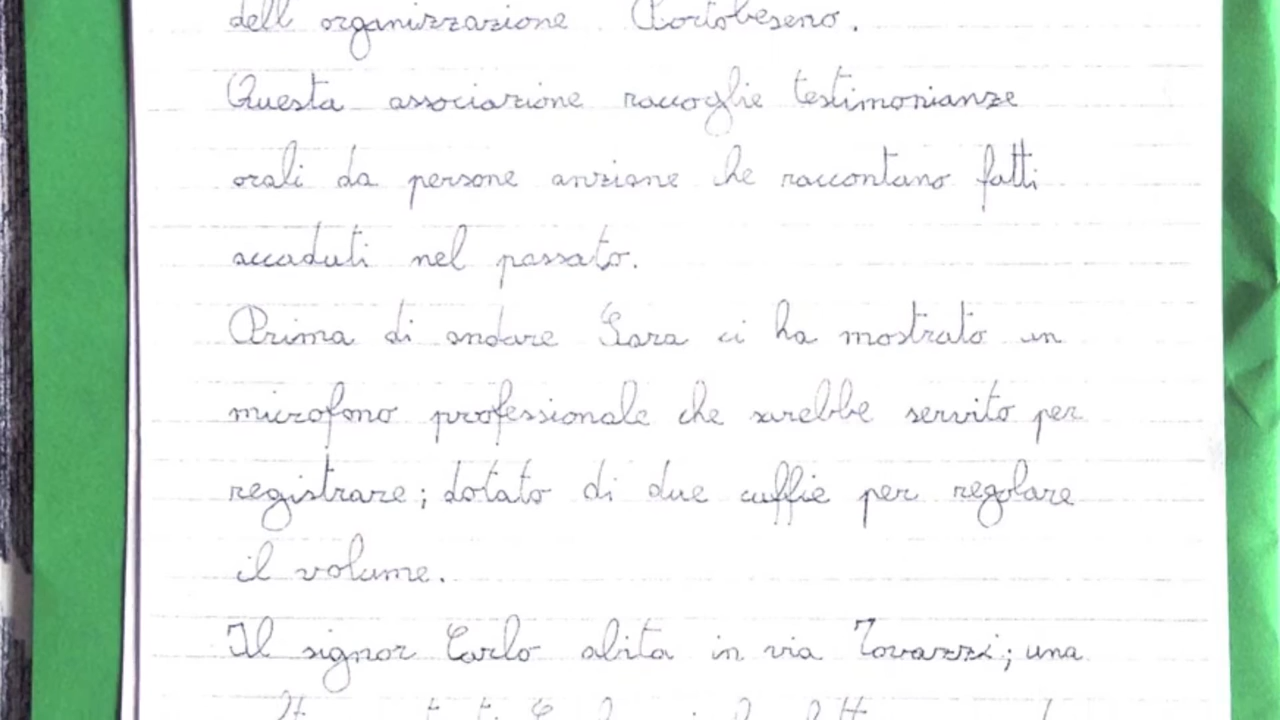 dell organizzazione Portobeseno.
Questa associazione raccoglie testimonianze
orali da persone anziane che raccontano fatti
accaduti nel passato.
Prima di andare Sara ci ha mostrato un
microfono professionale che sarebbe servito per
registrare; dotato di due cuffie per regolare
il volume.
Il signor Carlo abita in via Tovazzi; una